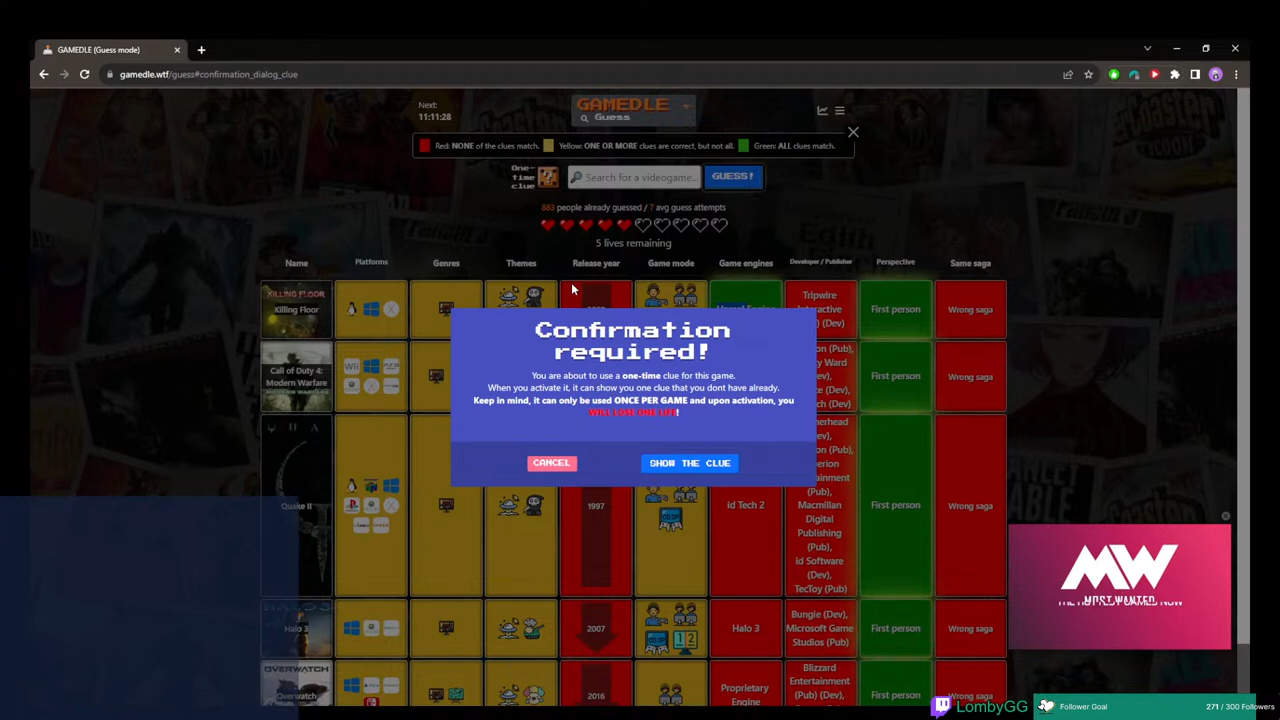 GAMEDLE (Guess mode)
gamedle.wtf/guess#confirmation_dialog_clue
Next:
11:11:28
GAMEDLE
Guess
Red: NONE of the clues match.
Yellow: ONE OR MORE clues are correct, but not all.
Green: ALL clues match.
One-
time
clue
Search for a videogame...
GUESS!
883 people already guessed / 7 avg guess attempts
5 lives remaining
Name
Platforms
Genres
Themes
Release year
Game mode
Game engines
Developer / Publisher
Perspective
Same saga
KILLING FLOOR
Killing Floor
Tripwire
Interactive
(Dev)
First person
Wrong saga
Confirmation
required!
You are about to use a one-time clue for this game.
When you activate it, it can show you one clue that you dont have already.
Keep in mind, it can only be used ONCE PER GAME and upon activation, you
WILL LOSE ONE LIFE!
CANCEL
SHOW THE CLUE
Call of Duty 4:
Modern Warfare
First person
Wrong saga
Quake II
1997
id Tech 2
Macmillan
Digital
Publishing
(Pub),
id Software
(Dev),
TecToy (Pub)
First person
Wrong saga
Halo 3
2007
Halo 3
Bungie (Dev),
Microsoft Game
Studios (Pub)
First person
Wrong saga
OVERWATCH
Overwatch
2016
Proprietary
Engine
Blizzard
Entertainment
(Pub) (Dev),
First person
Wrong saga
MW
MOST WANTED
LombyGG
Follower Goal
271 / 300 Followers